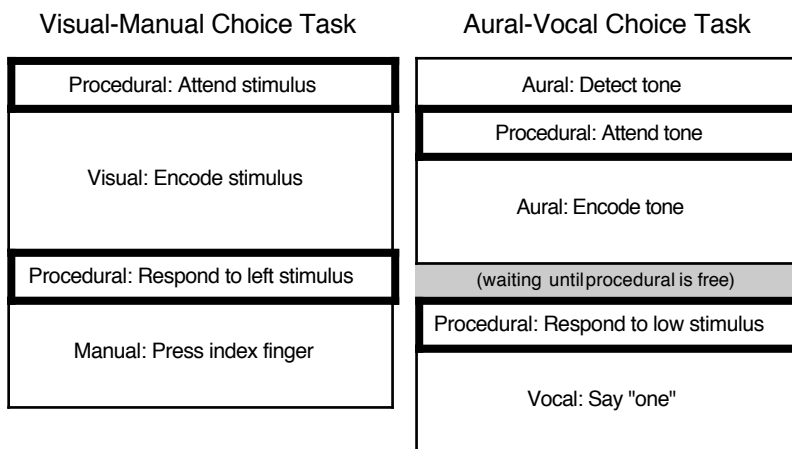 Visual-Manual Choice Task
Procedural: Attend stimulus
Visual: Encode stimulus
Procedural: Respond to left stimulus
Manual: Press index finger
Aural-Vocal Choice Task
Aural: Detect tone
Procedural: Attend tone
Aural: Encode tone
(waiting until procedural is free)
Procedural: Respond to low stimulus
Vocal: Say "one"